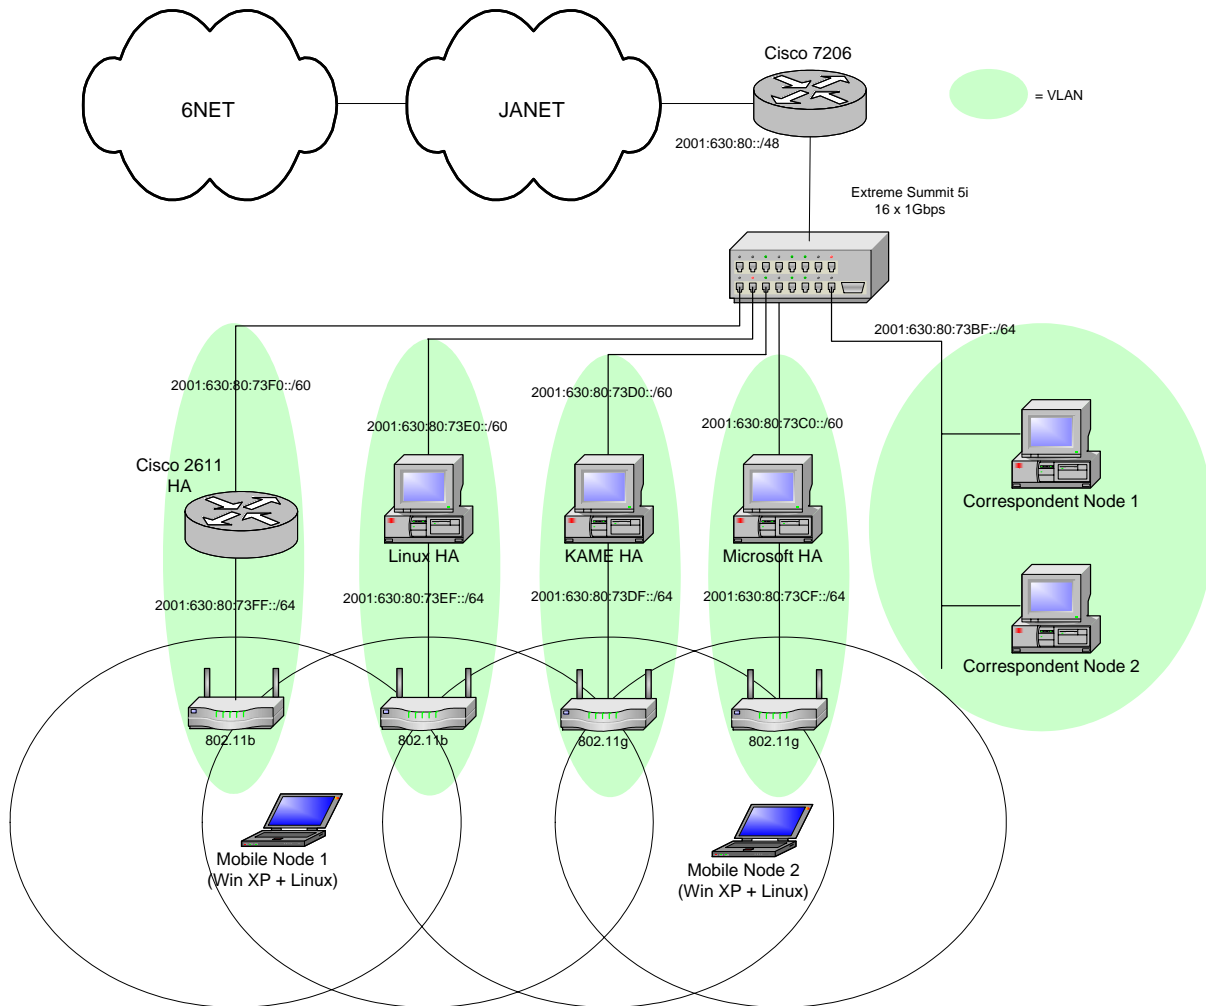 Cisco 7206
6NET
JANET
= VLAN
2001:630:80::/48
Extreme Summit 5i
16 x 1Gbps
2001:630:80:73BF::/64
2001:630:80:73F0::/60
2001:630:80:73D0::/60
2001:630:80:73E0::/60
2001:630:80:73C0::/60
Cisco 2611
HA
Correspondent Node 1
Linux HA
KAME HA
Microsoft HA
2001:630:80:73FF::/64
2001:630:80:73EF::/64
2001:630:80:73DF::/64
2001:630:80:73CF::/64
Correspondent Node 2
802.11b
802.11b
802.11g
802.11g
Mobile Node 1
(Win XP + Linux)
Mobile Node 2
(Win XP + Linux)